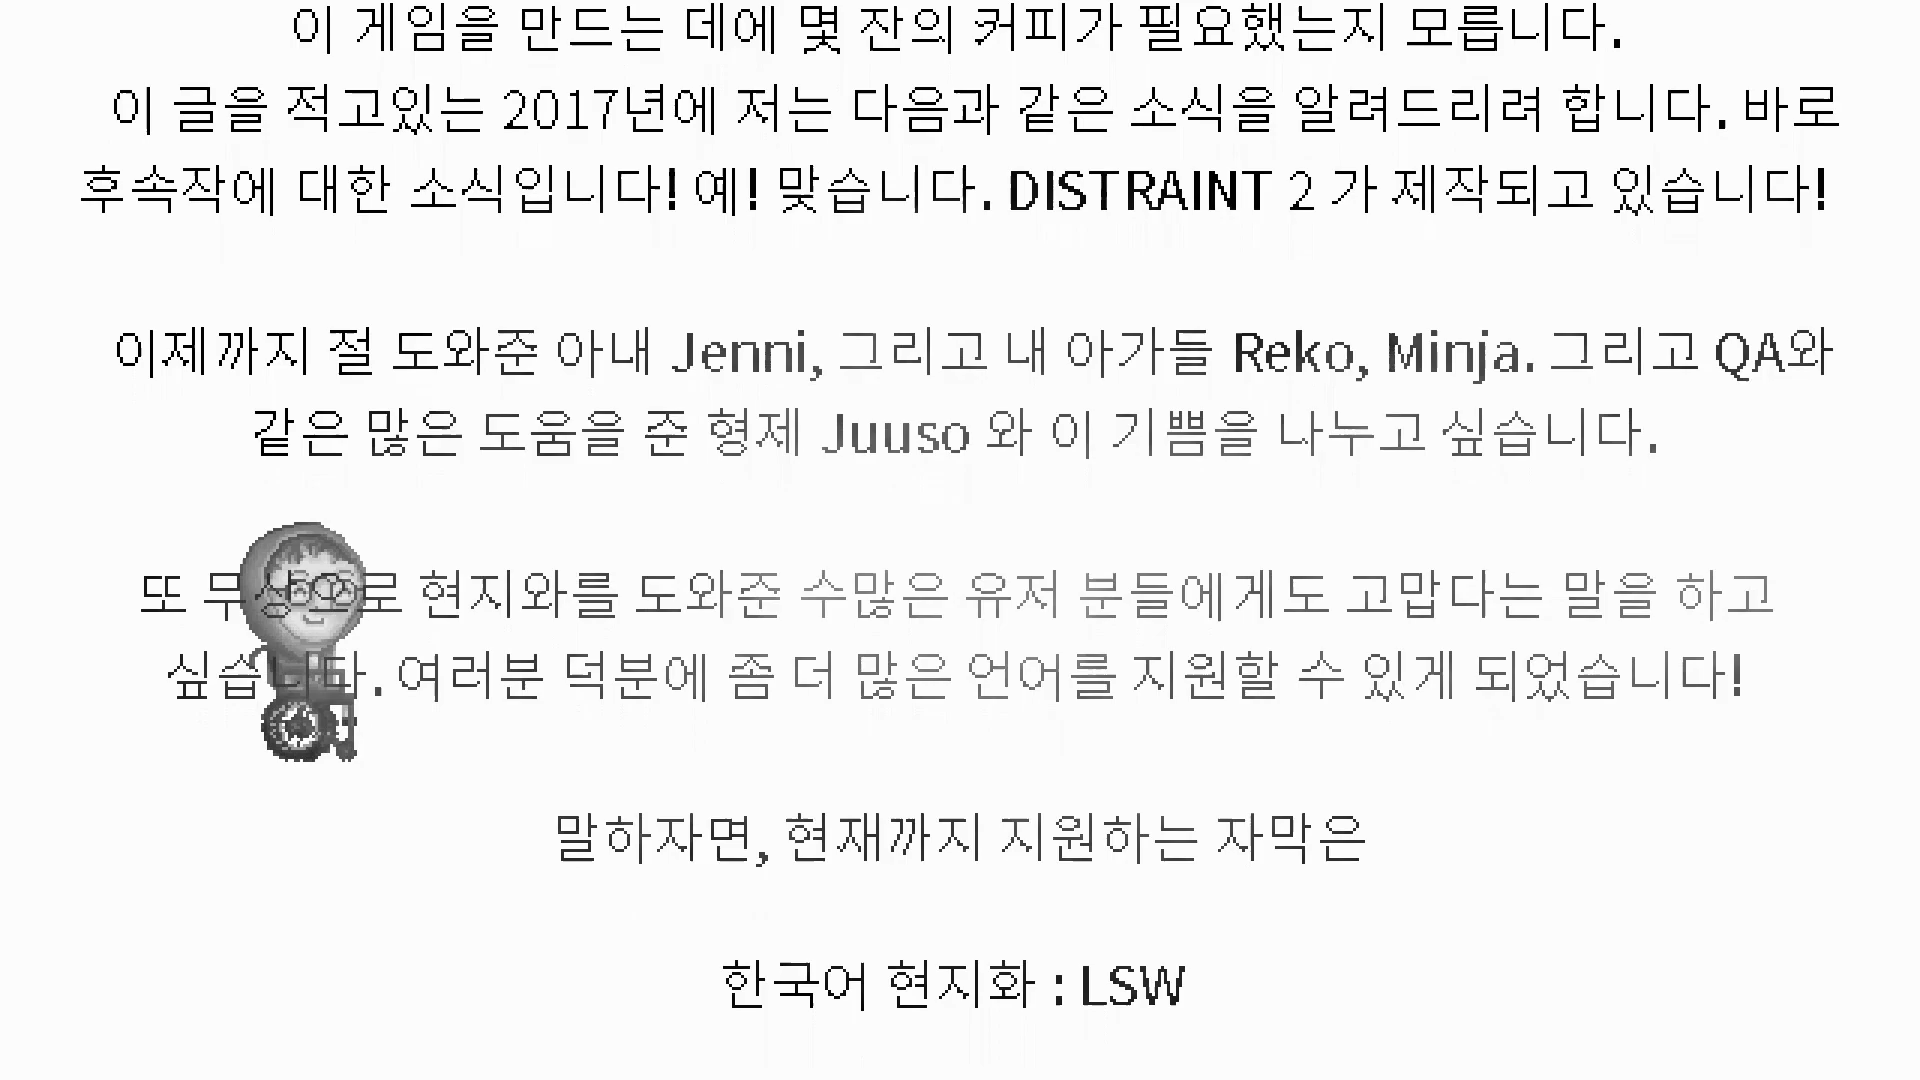 이 게임을 만드는 데에 몇 잔의 커피가 필요했는지 모릅니다.
이 글을 적고있는 2017년에 저는 다음과 같은 소식을 알려드리려 합니다. 바로
후속작에 대한 소식입니다! 예! 맞습니다. DISTRAINT 2 가 제작되고 있습니다!
이제까지 절 도와준 아내 Jenni, 그리고 내 아가들 Reko, Minja. 그리고 QA와
같은 많은 도움을 준 형제 Juuso 와 이 기쁨을 나누고 싶습니다.
또 무상으로 현지와를 도와준 수많은 유저 분들에게도 고맙다는 말을 하고
싶습니다. 여러분 덕분에 좀 더 많은 언어를 지원할 수 있게 되었습니다!
말하자면, 현재까지 지원하는 자막은
한국어 현지화 : LSW